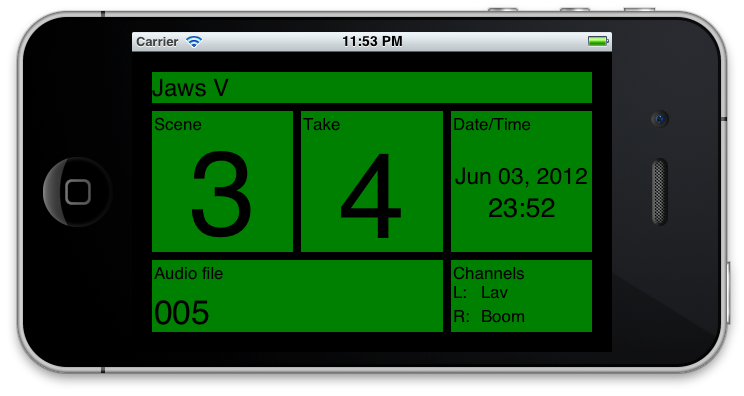 Carrier 11:53 PM
Jaws V
Scene
3
Take
4
Date/Time
Jun 03, 2012
23:52
Audio file
005
Channels
L: Lav
R: Boom